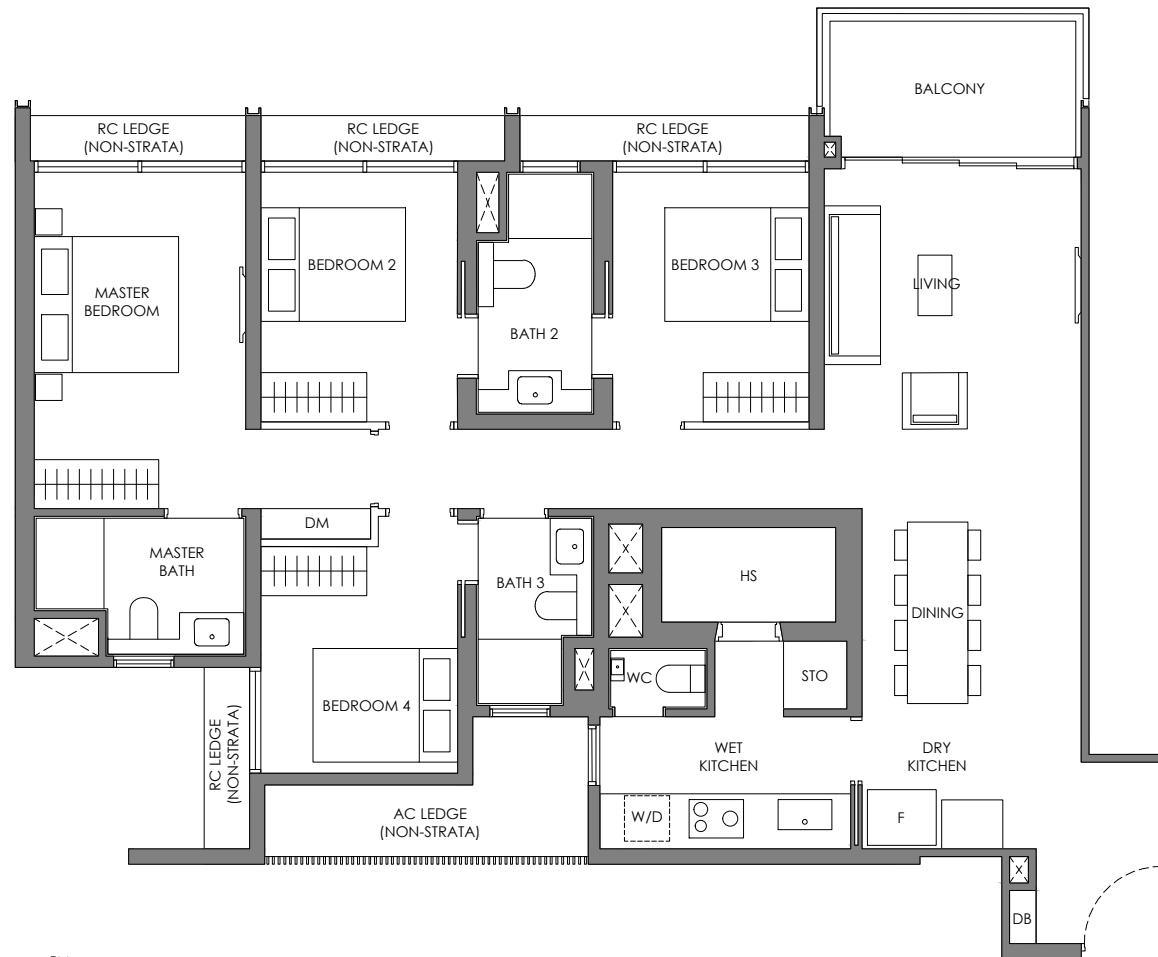 BALCONY
RC LEDGE
(NON-STRATA)
RC LEDGE
(NON-STRATA)
RC LEDGE
(NON-STRATA)
MASTER
BEDROOM
BEDROOM 2
BATH 2
BEDROOM 3
LIVING
DM
MASTER
BATH
BATH 3
HS
DINING
WC
STO
BEDROOM 4
RC LEDGE
(NON-STRATA)
WET
KITCHEN
DRY
KITCHEN
AC LEDGE
(NON-STRATA)
W/D
F
DB